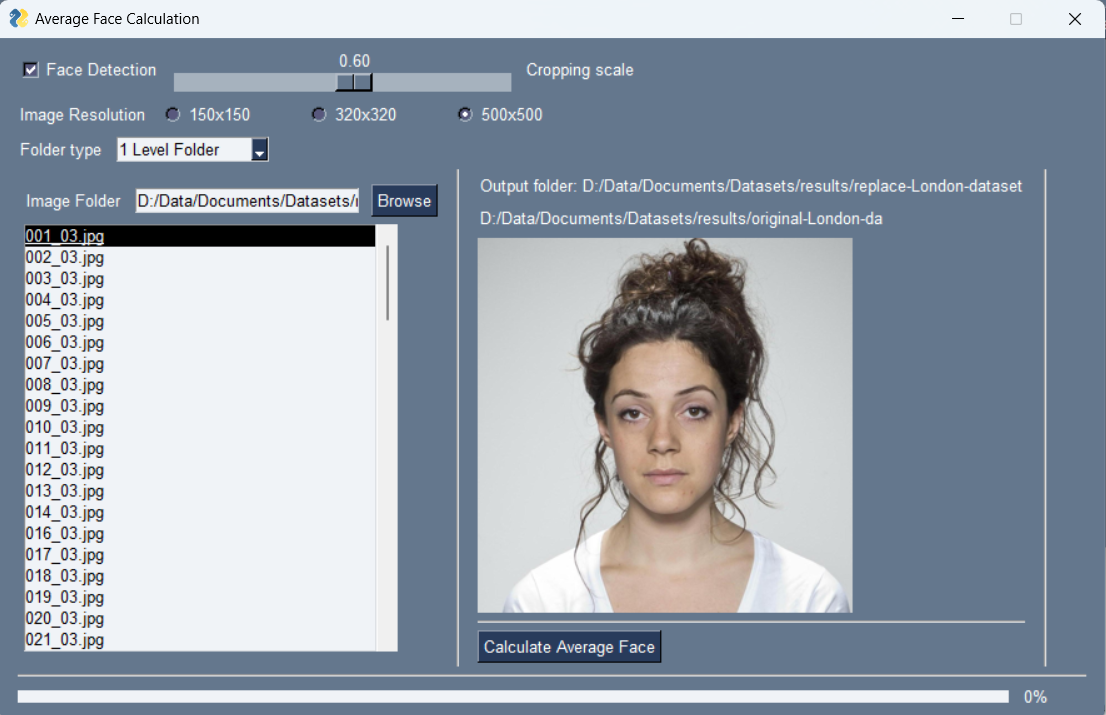 Average Face Calculation
Face Detection
0.60
Cropping scale
Image Resolution 150x150 320x320 500x500
Folder type 1 Level Folder
Image Folder D:/Data/Documents/Datasets/ Browse
001_03.jpg
002_03.jpg
003_03.jpg
004_03.jpg
005_03.jpg
006_03.jpg
007_03.jpg
008_03.jpg
009_03.jpg
010_03.jpg
011_03.jpg
012_03.jpg
013_03.jpg
014_03.jpg
016_03.jpg
017_03.jpg
018_03.jpg
019_03.jpg
020_03.jpg
021_03.jpg
Output folder: D:/Data/Documents/Datasets/results/replace-London-dataset
D:/Data/Documents/Datasets/results/original-London-da
Calculate Average Face
0%